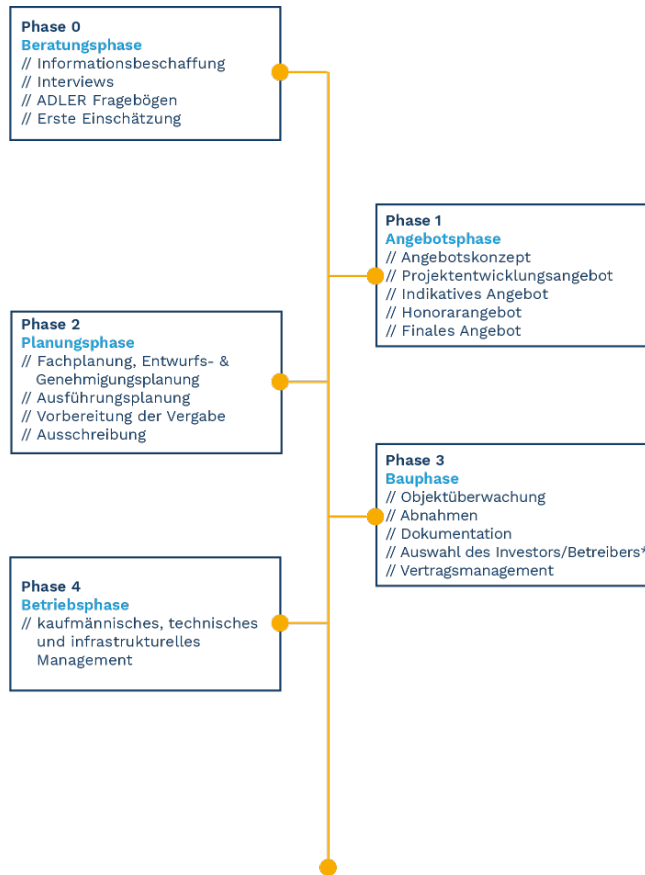 Phase 0
Beratungsphase
// Informationsbeschaffung
// Interviews
// ADLER Fragebögen
// Erste Einschätzung
Phase 1
Angebotsphase
// Angebotskonzept
// Projektentwicklungsangebot
// Indikatives Angebot
// Honorarangebot
// Finales Angebot
Phase 2
Planungsphase
// Fachplanung, Entwurfs- &
Genehmigungsplanung
// Ausführungsplanung
// Vorbereitung der Vergabe
// Ausschreibung
Phase 3
Bauphase
// Objektüberwachung
// Abnahmen
// Dokumentation
// Auswahl des Investors/Betreibers*
// Vertragsmanagement
Phase 4
Betriebsphase
// kaufmännisches, technisches
und infrastrukturelles
Management